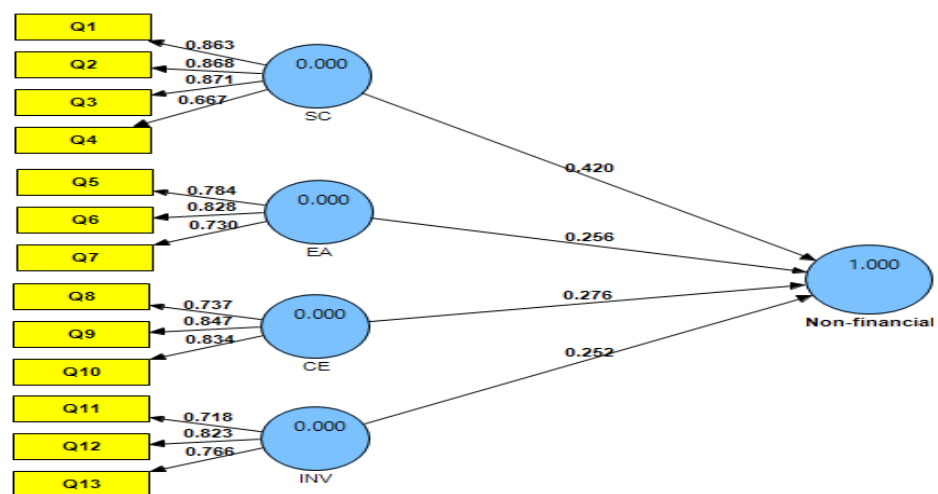 Q1
0.863
0.000
Q2
0.868
0.871
Q3
0.667
SC
Q4
0.420
Q5
0.784
0.000
Q6
0.828
0.730
0.256
EA
Q7
1.000
Q8
0.737
0.000
0.276
Q9
0.847
0.834
Non-financial
0.252
CE
Q10
Q11
0.718
0.000
Q12
0.823
0.766
INV
Q13